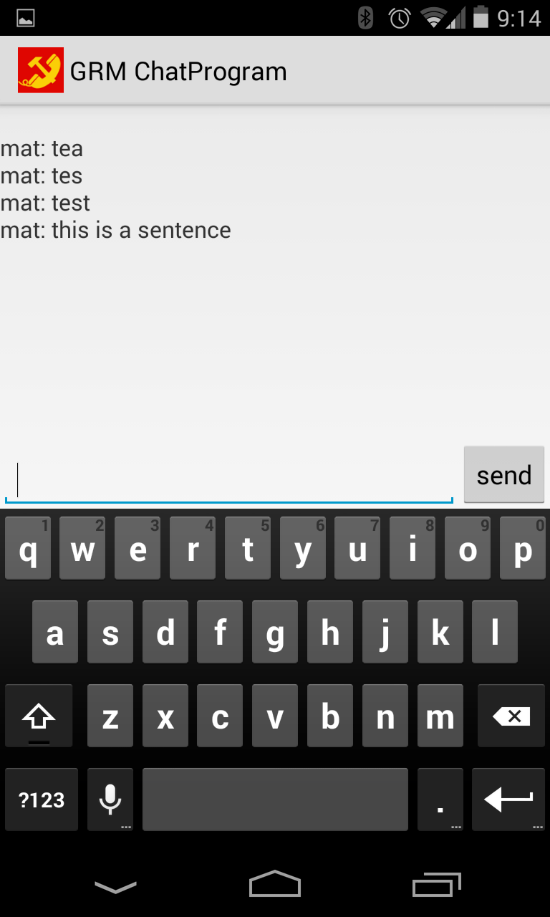 9:14
GRM ChatProgram
mat: tea
mat: tes
mat: test
mat: this is a sentence
send
1 2 3 4 5 6 7 8 9 0
q w e r t y u i o p
a s d f g h j k l
z x c v b n m
?123 . ...